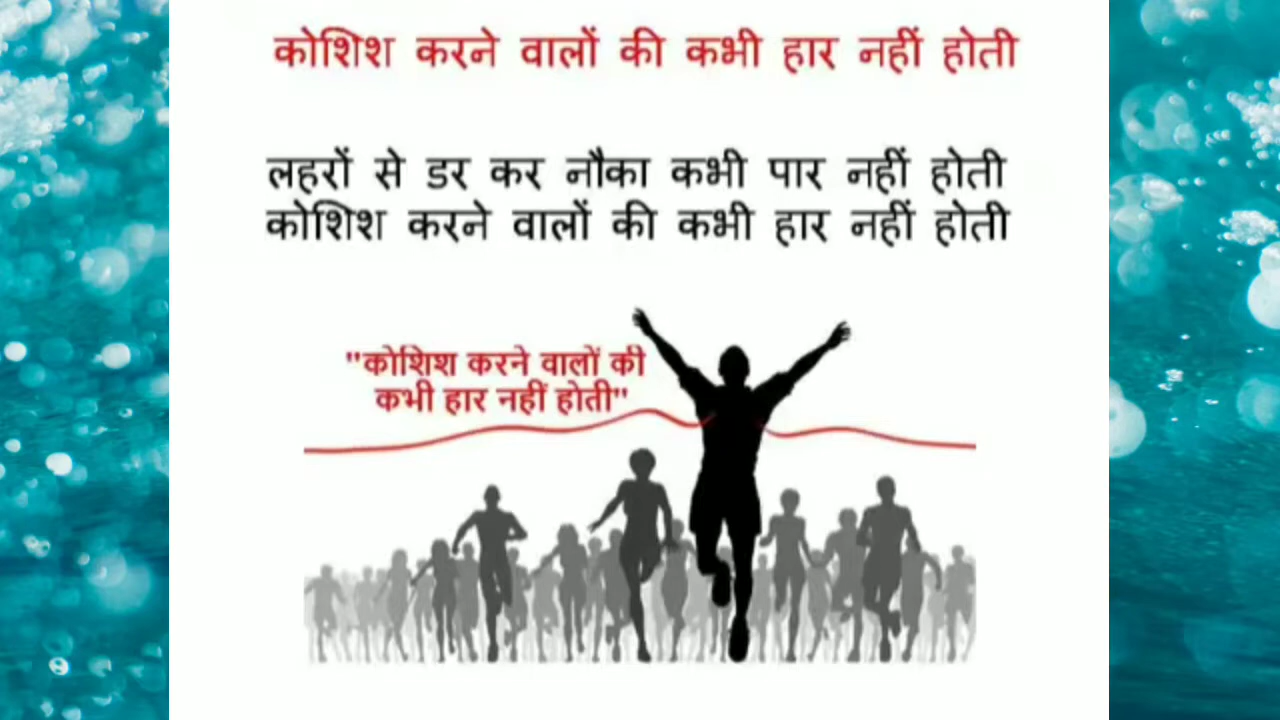 कोशिश करने वालों की कभी हार नहीं होती
लहरों से डर कर नौका कभी पार नहीं होती
कोशिश करने वालों की कभी हार नहीं होती
"कोशिश करने वालों की
कभी हार नहीं होती"